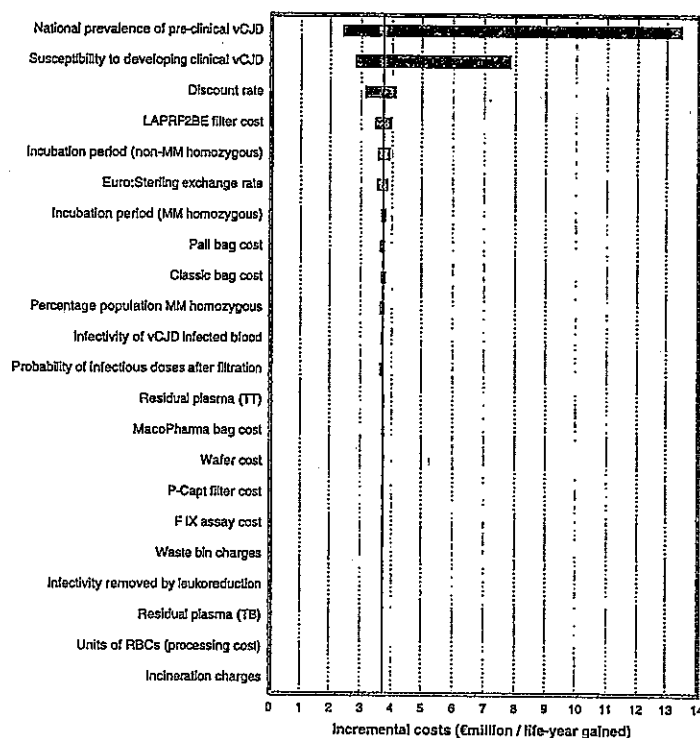 National prevalence of pre-clinical vCJD
Susceptibility to developing clinical vCJD
Discount rate
LAPRF2BE filter cost
Incubation period (non-MM homozygous)
Euro:Sterling exchange rate
Incubation period (MM homozygous)
Pall bag cost
Classic bag cost
Percentage population MM homozygous
Infectivity of vCJD infected blood
Probability of infectious doses after filtration
Residual plasma (TT)
MacoPharma bag cost
Wafer cost
P-Capt filter cost
F IX assay cost
Waste bin charges
Infectivity removed by leukoreduction
Residual plasma (TB)
Units of RBCs (processing cost)
Incineration charges
0 1 2 3 4 5 6 7 8 9 10 11 12 13 14
Incremental costs (€million / life-year gained)